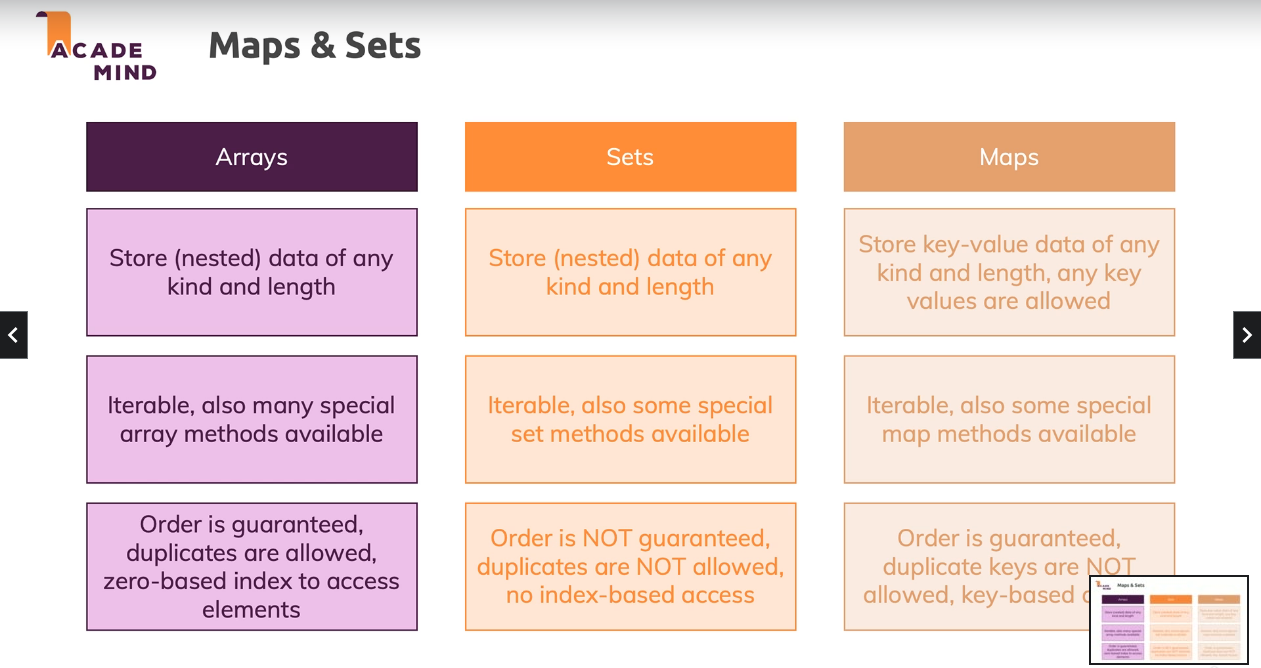 ACADE
MIND
Maps & Sets
Arrays
Store (nested) data of any
kind and length
Iterable, also many special
array methods available
Order is guaranteed,
duplicates are allowed,
zero-based index to access
elements
Sets
Store (nested) data of any
kind and length
Iterable, also some special
set methods available
Order is NOT guaranteed,
duplicates are NOT allowed,
no index-based access
Maps
Store key-value data of any
kind and length, any key
values are allowed
Iterable, also some special
map methods available
Order is guaranteed,
duplicate keys are NOT
allowed, key-based
Maps & Sets